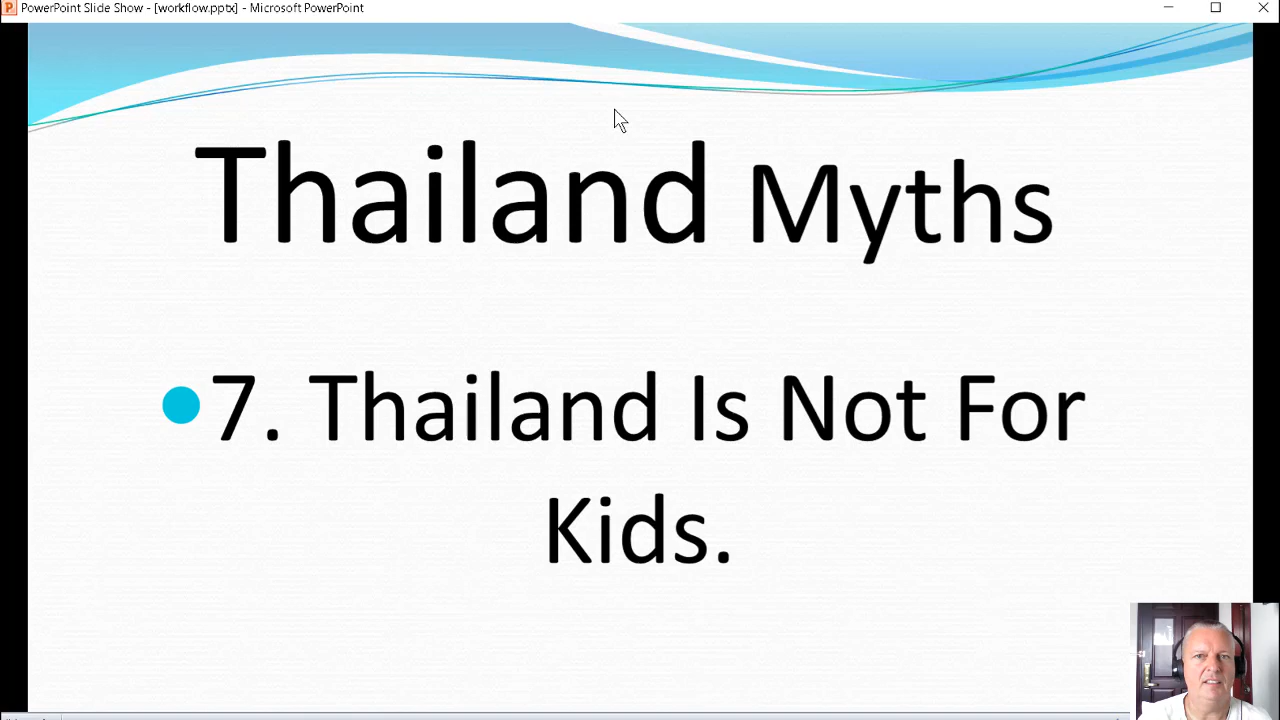 PowerPoint Slide Show - [workflow.pptx] - Microsoft PowerPoint
Thailand Myths
7. Thailand Is Not For
Kids.